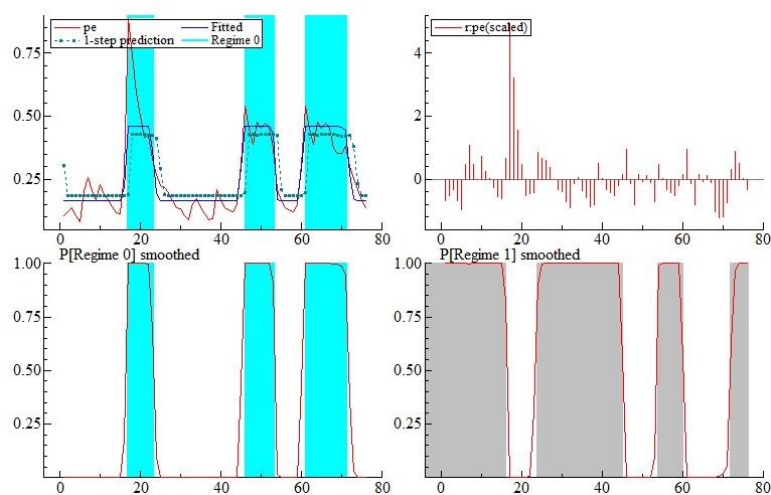 pe
Fitted
1-step prediction
Regime 0
0.75
0.50
0.25
0 20 40 60 80
r:pe(scaled)
4
2
0
0 20 40 60 80
P[Regime 0] smoothed
1.00
0.75
0.50
0.25
0 20 40 60 80
P[Regime 1] smoothed
1.00
0.75
0.50
0.25
0 20 40 60 80